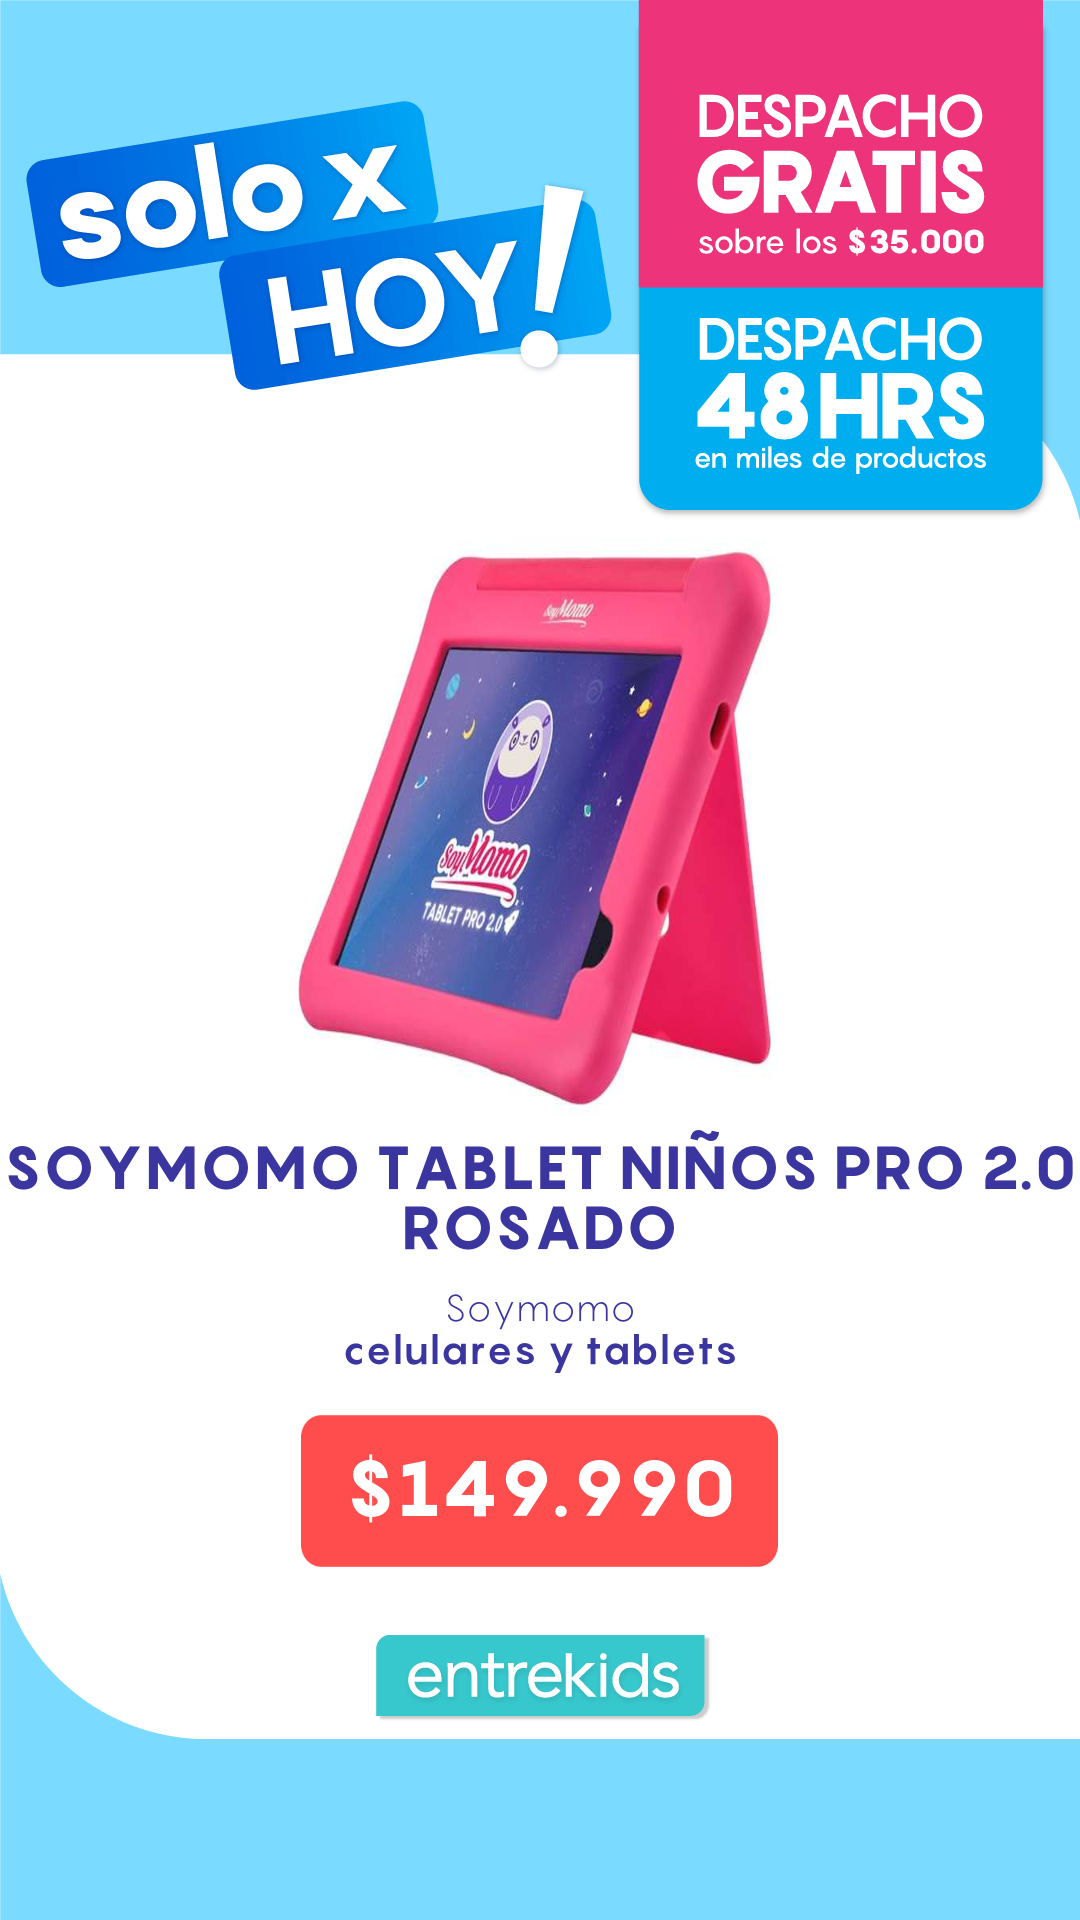 solo x
HOY!
DESPACHO
GRATIS
sobre los $35.000
DESPACHO
48HRS
en miles de productos
SoyMomo
SoyMomo
TABLET PRO 2.0
SOYMOMO TABLET NIÑOS PRO 2.0
ROSADO
Soymomo
celulares y tablets
$149.990
entrekids